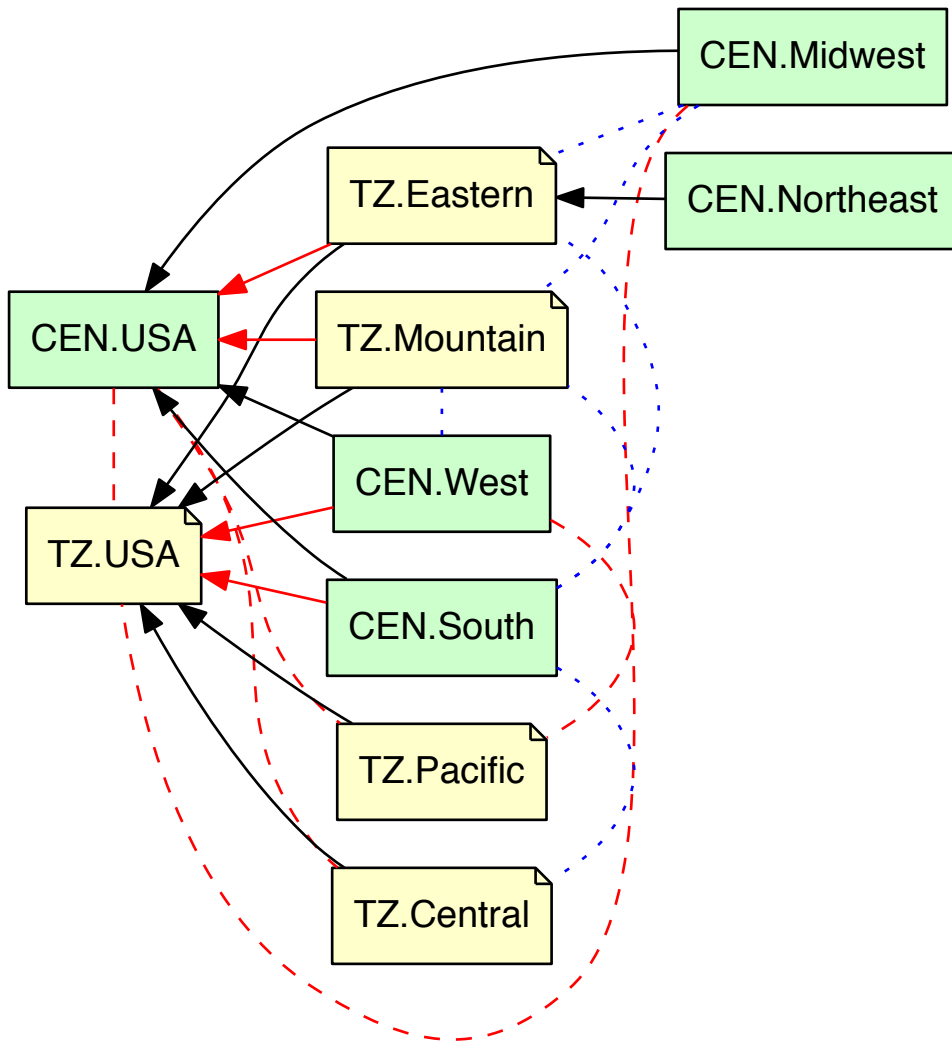 CEN.Midwest
TZ.Eastern
CEN.Northeast
CEN.USA
TZ.Mountain
CEN.West
TZ.USA
CEN.South
TZ.Pacific
TZ.Central